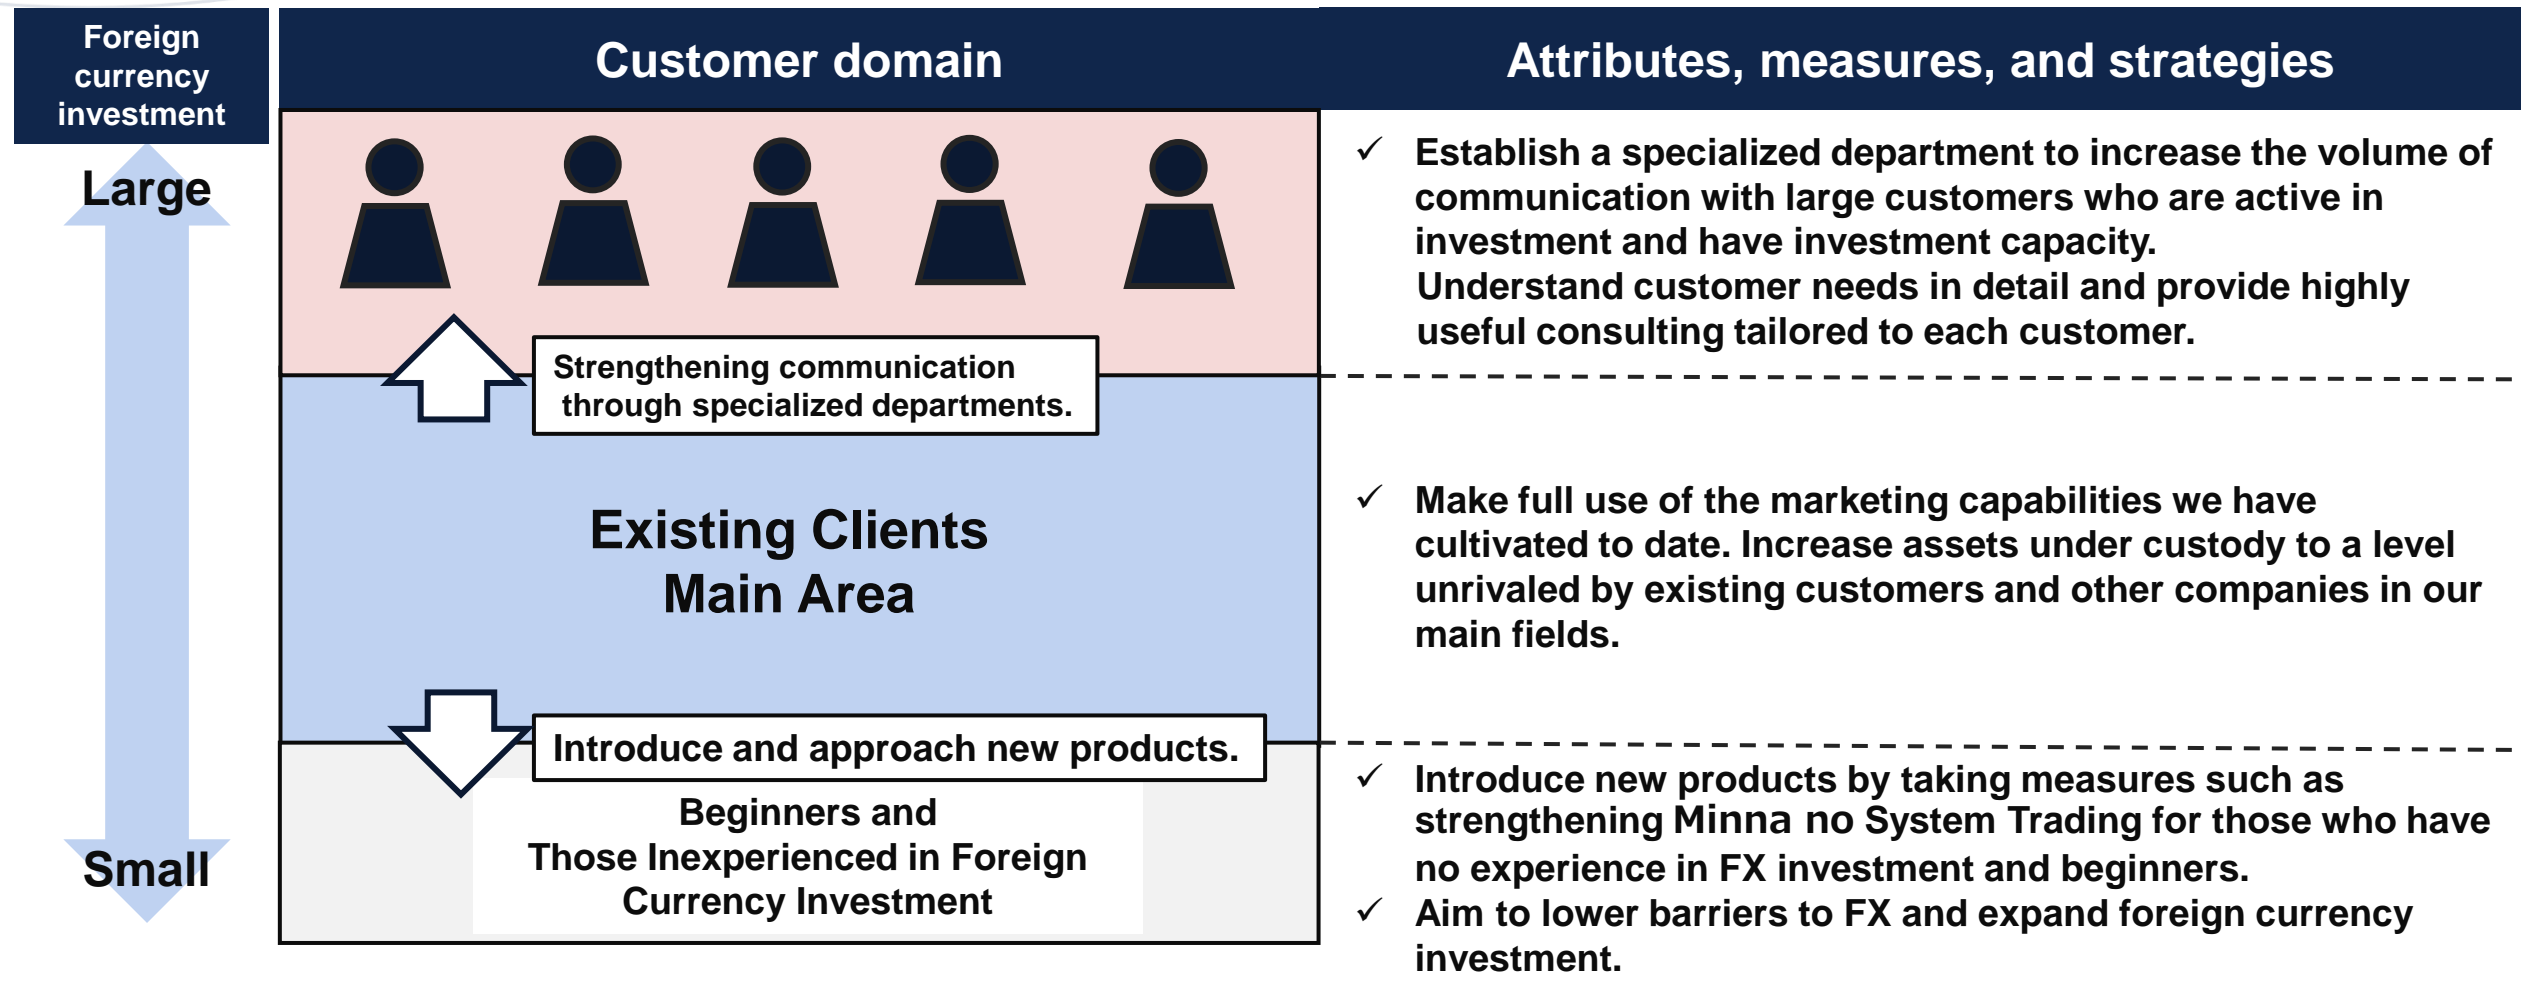 Foreign
currency
investment
Customer domain
Attributes, measures, and strategies
Large
✓ Establish a specialized department to increase the volume of
communication with large customers who are active in
investment and have investment capacity.
Understand customer needs in detail and provide highly
useful consulting tailored to each customer.
Strengthening communication
through specialized departments.
Existing Clients
Main Area
✓ Make full use of the marketing capabilities we have
cultivated to date. Increase assets under custody to a level
unrivaled by existing customers and other companies in our
main fields.
Introduce and approach new products.
Beginners and
Those Inexperienced in Foreign
Currency Investment
Small
✓ Introduce new products by taking measures such as
strengthening Minna no System Trading for those who have
no experience in FX investment and beginners.
✓ Aim to lower barriers to FX and expand foreign currency
investment.